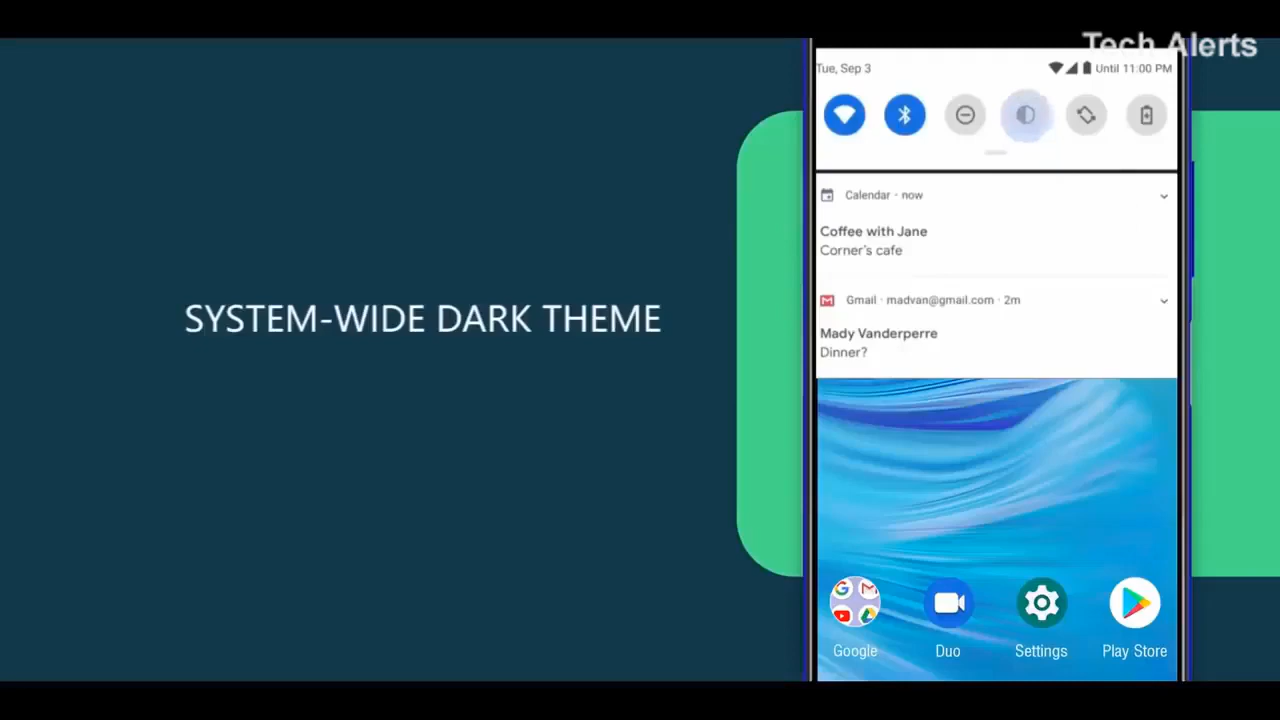 Tech Alerts
SYSTEM-WIDE DARK THEME
Tue, Sep 3
Until 11:00 PM
Calendar · now
Coffee with Jane
Corner's cafe
Gmail · madvan@gmail.com · 2m
Mady Vanderperre
Dinner?
Google Duo Settings Play Store